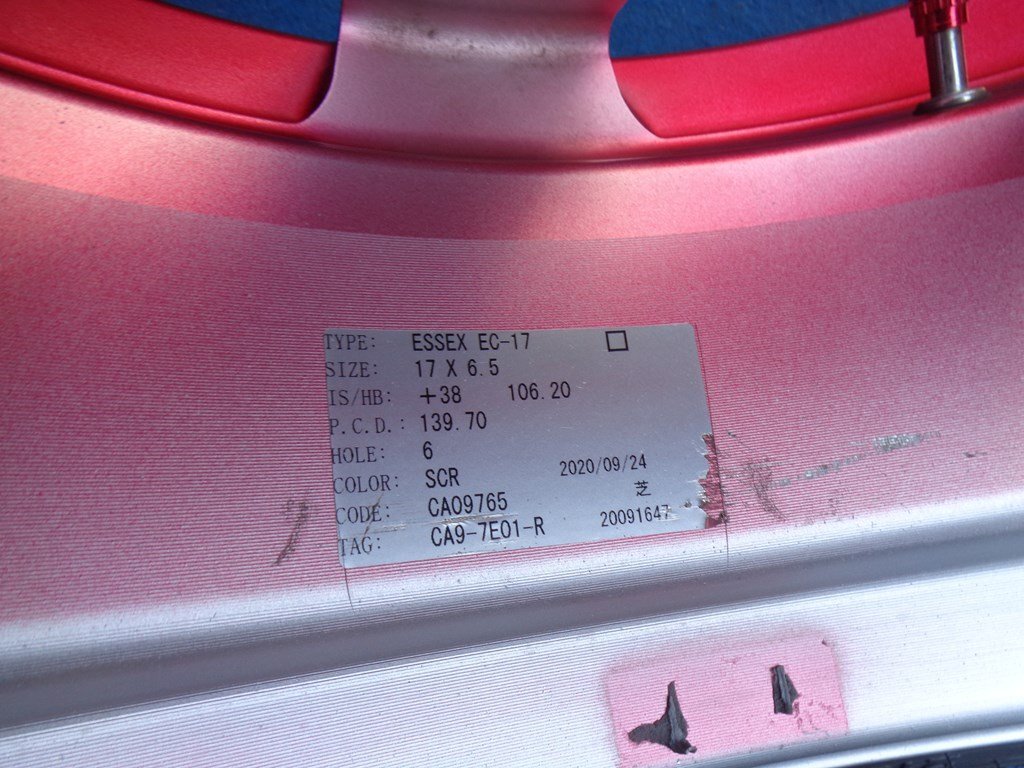 TYPE: ESSEX EC-17 □
SIZE: 17 X 6.5
IS/HB: +38 106.20
P.C.D.: 139.70
HOLE: 6
COLOR: SCR 2020/09/24
CODE: CA09765 芝
TAG: CA9-7E01-R 20091647